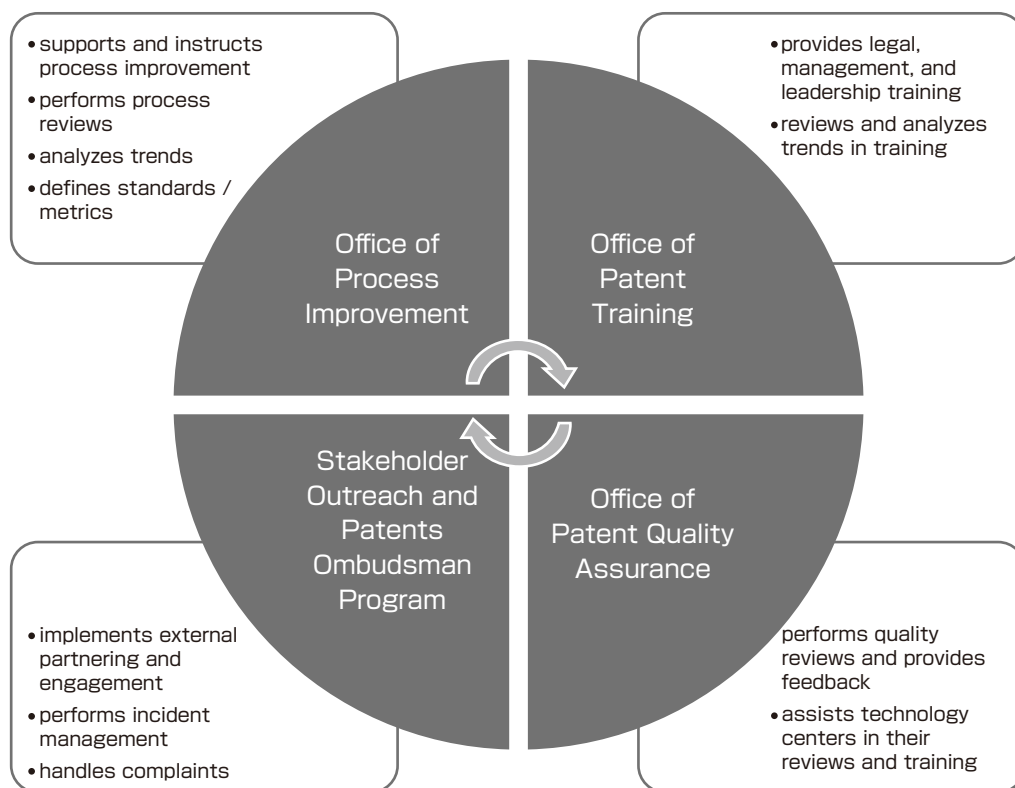 •supports and instructs
process improvement
•performs process
reviews
•analyzes trends
•defines standards /
metrics
•provides legal,
management, and
leadership training
•reviews and analyzes
trends in training
Office of
Process
Improvement
Office of
Patent
Training
Stakeholder
Outreach and
Patents
Ombudsman
Program
Office of
Patent Quality
Assurance
•implements external
partnering and
engagement
•performs incident
management
•handles complaints
performs quality
reviews and provides
feedback
•assists technology
centers in their
reviews and training